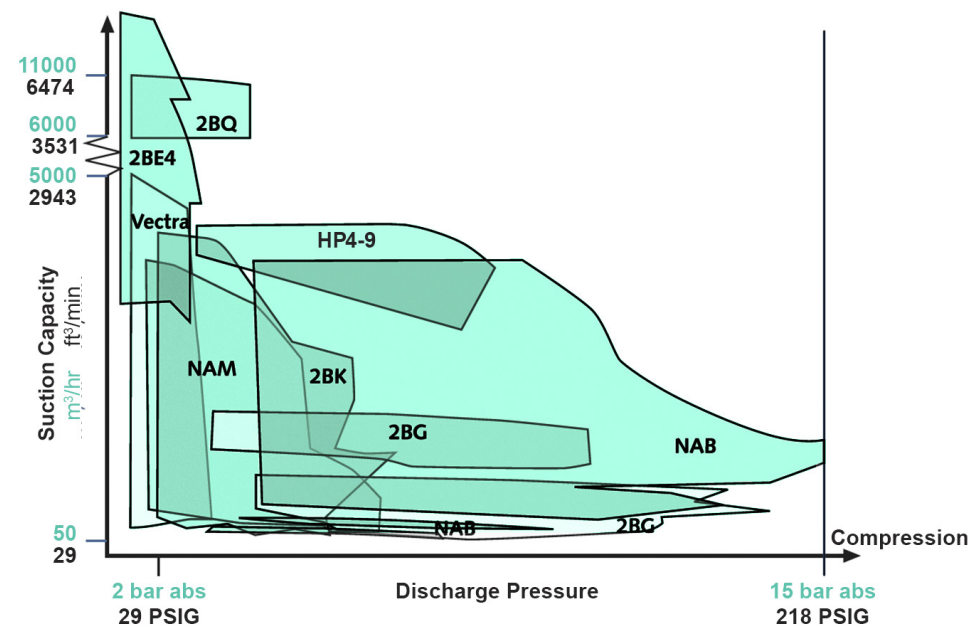 11000
6474
6000
3531
5000
2943
2BQ
2BE4
Vectra
HP4-9
NAM
2BK
2BG
NAB
NAB
2BG
Suction Capacity
m³/hr ft³/min
50
29
Compression
2 bar abs
29 PSIG
Discharge Pressure
15 bar abs
218 PSIG